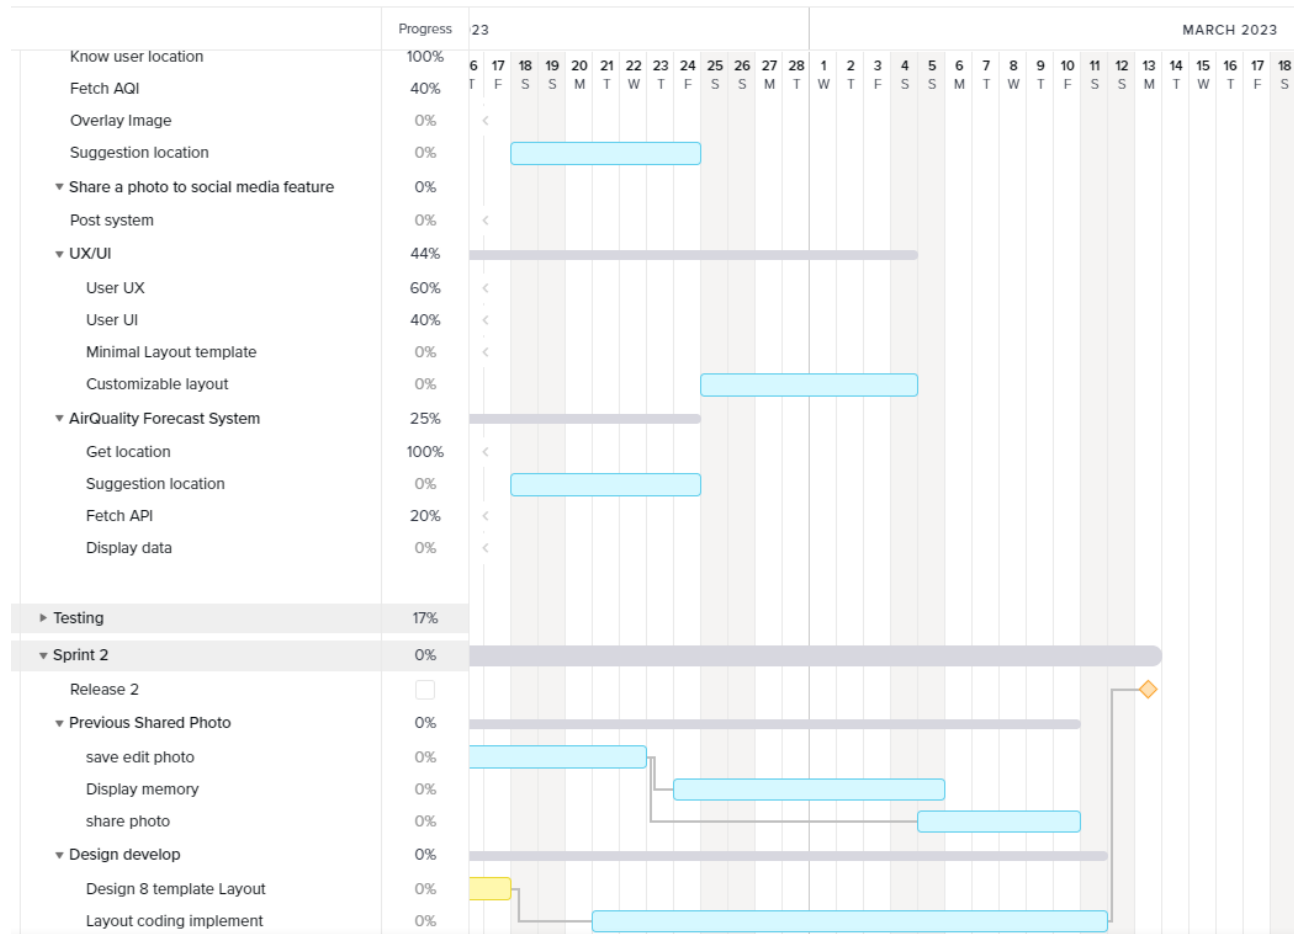 Progress 23 MARCH 2023
6 17 18 19 20 21 22 23 24 25 26 27 28 1 2 3 4 5 6 7 8 9 10 11 12 13 14 15 16 17 18
T F S S M T W T F S S M T W T F S S M T W T F S S M T W T F S
Know user location 100%
Fetch AQI 40%
Overlay Image 0%
Suggestion location 0%
Share a photo to social media feature 0%
Post system 0%
UX/UI 44%
User UX 60%
User UI 40%
Minimal Layout template 0%
Customizable layout 0%
AirQuality Forecast System 25%
Get location 100%
Suggestion location 0%
Fetch API 20%
Display data 0%
Testing 17%
Sprint 2 0%
Release 2
Previous Shared Photo 0%
save edit photo 0%
Display memory 0%
share photo 0%
Design develop 0%
Design 8 template Layout 0%
Layout coding implement 0%